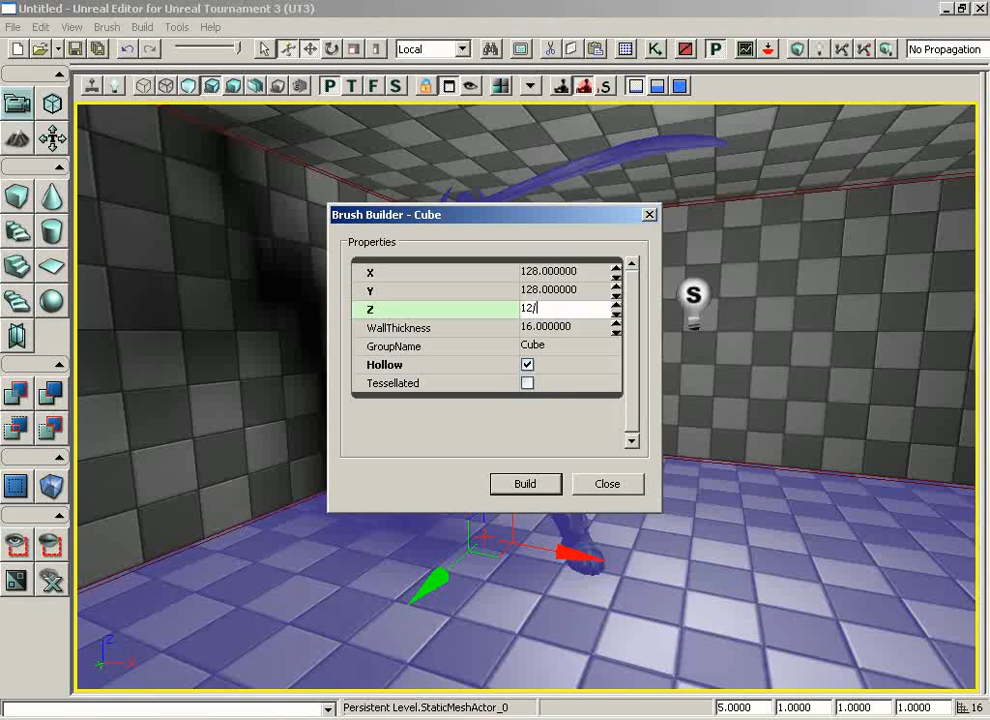 Untitled - Unreal Editor for Unreal Tournament 3 (UT3)
File Edit View Brush Build Tools Help
Local
P
No Propagation
P T F S
S
S
Brush Builder - Cube
Properties
X 128.000000
Y 128.000000
Z 12/
WallThickness 16.000000
GroupName Cube
Hollow
Tessellated
Build Close
Z
X
Persistent Level.StaticMeshActor_0 5.0000 1.0000 1.0000 1.0000 16